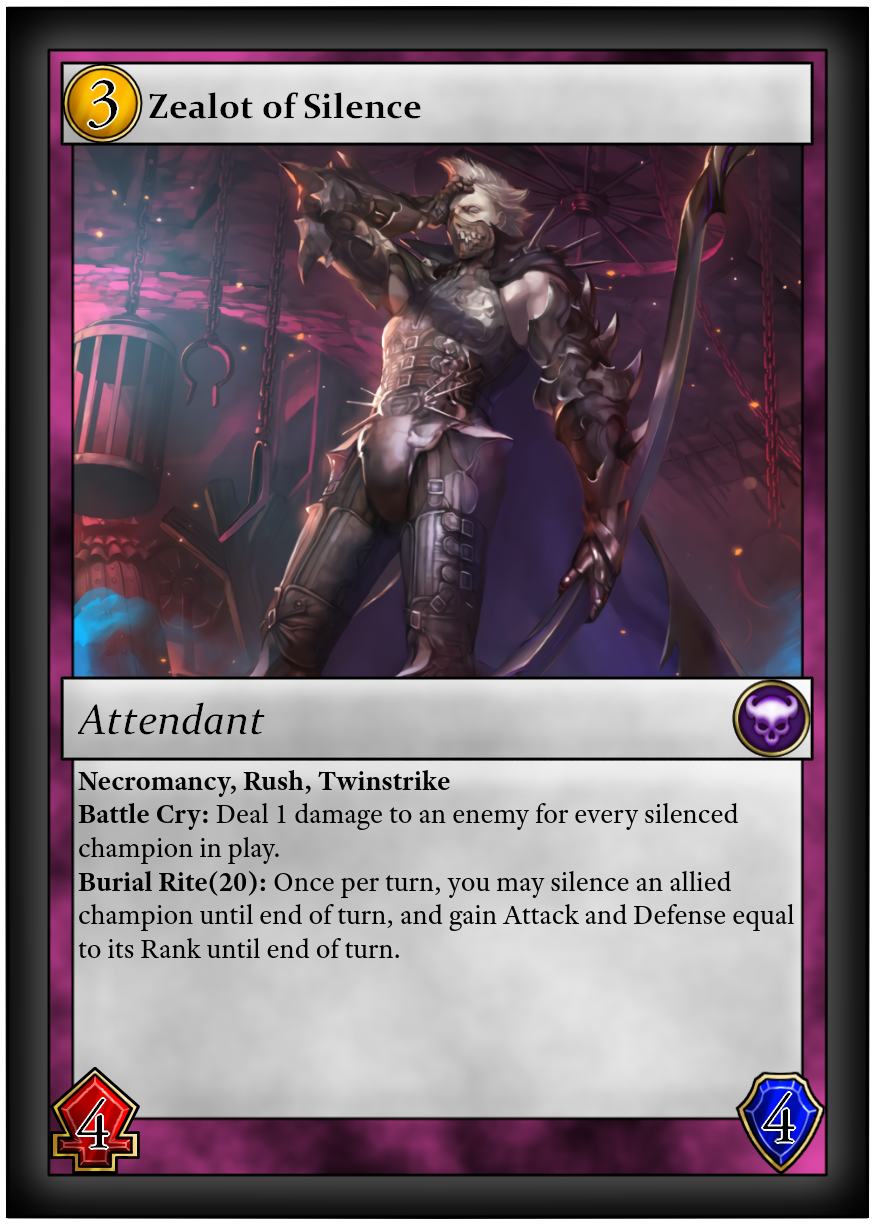 3 Zealot of Silence
Attendant
Necromancy, Rush, Twinstrike
Battle Cry: Deal 1 damage to an enemy for every silenced
champion in play.
Burial Rite(20): Once per turn, you may silence an allied
champion until end of turn, and gain Attack and Defense equal
to its Rank until end of turn.
4 4